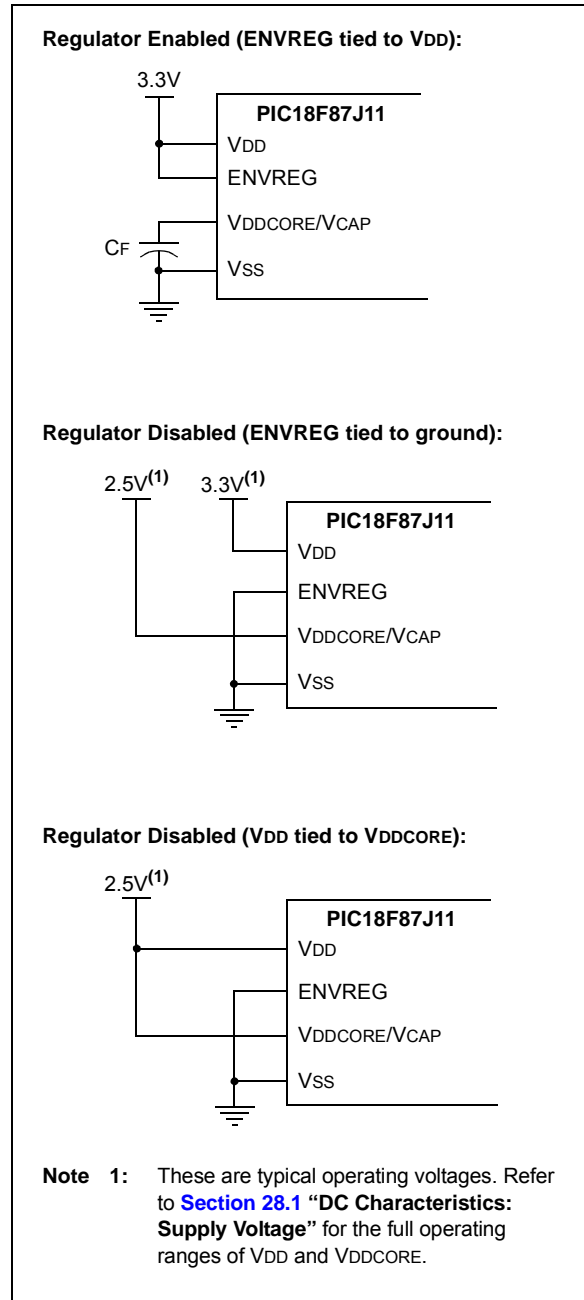 Regulator Enabled (ENVREG tied to VDD):
3.3V
PIC18F87J11
VDD
ENVREG
VDDCORE/VCAP
CF
VSS
Regulator Disabled (ENVREG tied to ground):
2.5V(1) 3.3V(1)
PIC18F87J11
VDD
ENVREG
VDDCORE/VCAP
VSS
Regulator Disabled (VDD tied to VDDCORE):
2.5V(1)
PIC18F87J11
VDD
ENVREG
VDDCORE/VCAP
VSS
Note 1: These are typical operating voltages. Refer
to Section 28.1 “DC Characteristics:
Supply Voltage” for the full operating
ranges of VDD and VDDCORE.